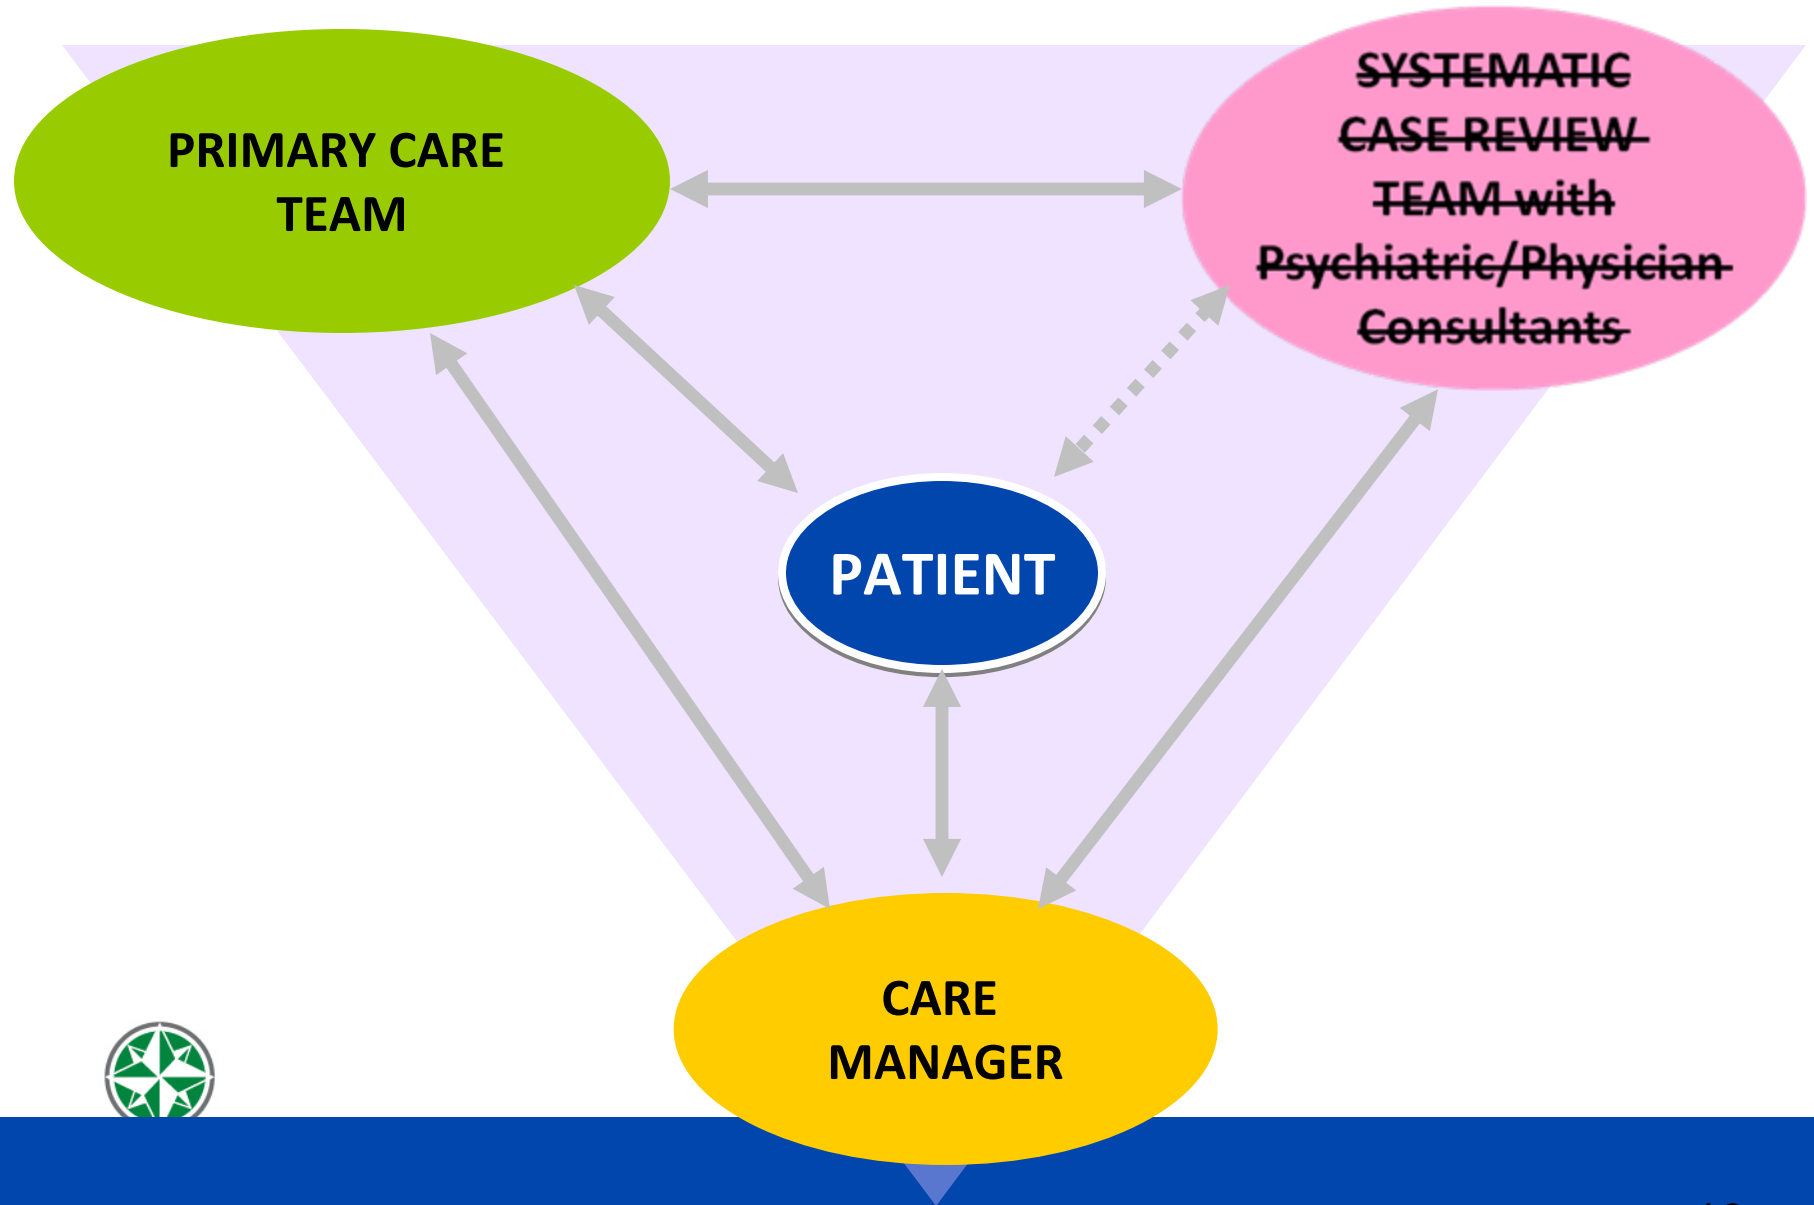 PRIMARY CARE
TEAM
SYSTEMATIC
CASE REVIEW
TEAM with
Psychiatric/Physician
Consultants
PATIENT
CARE
MANAGER